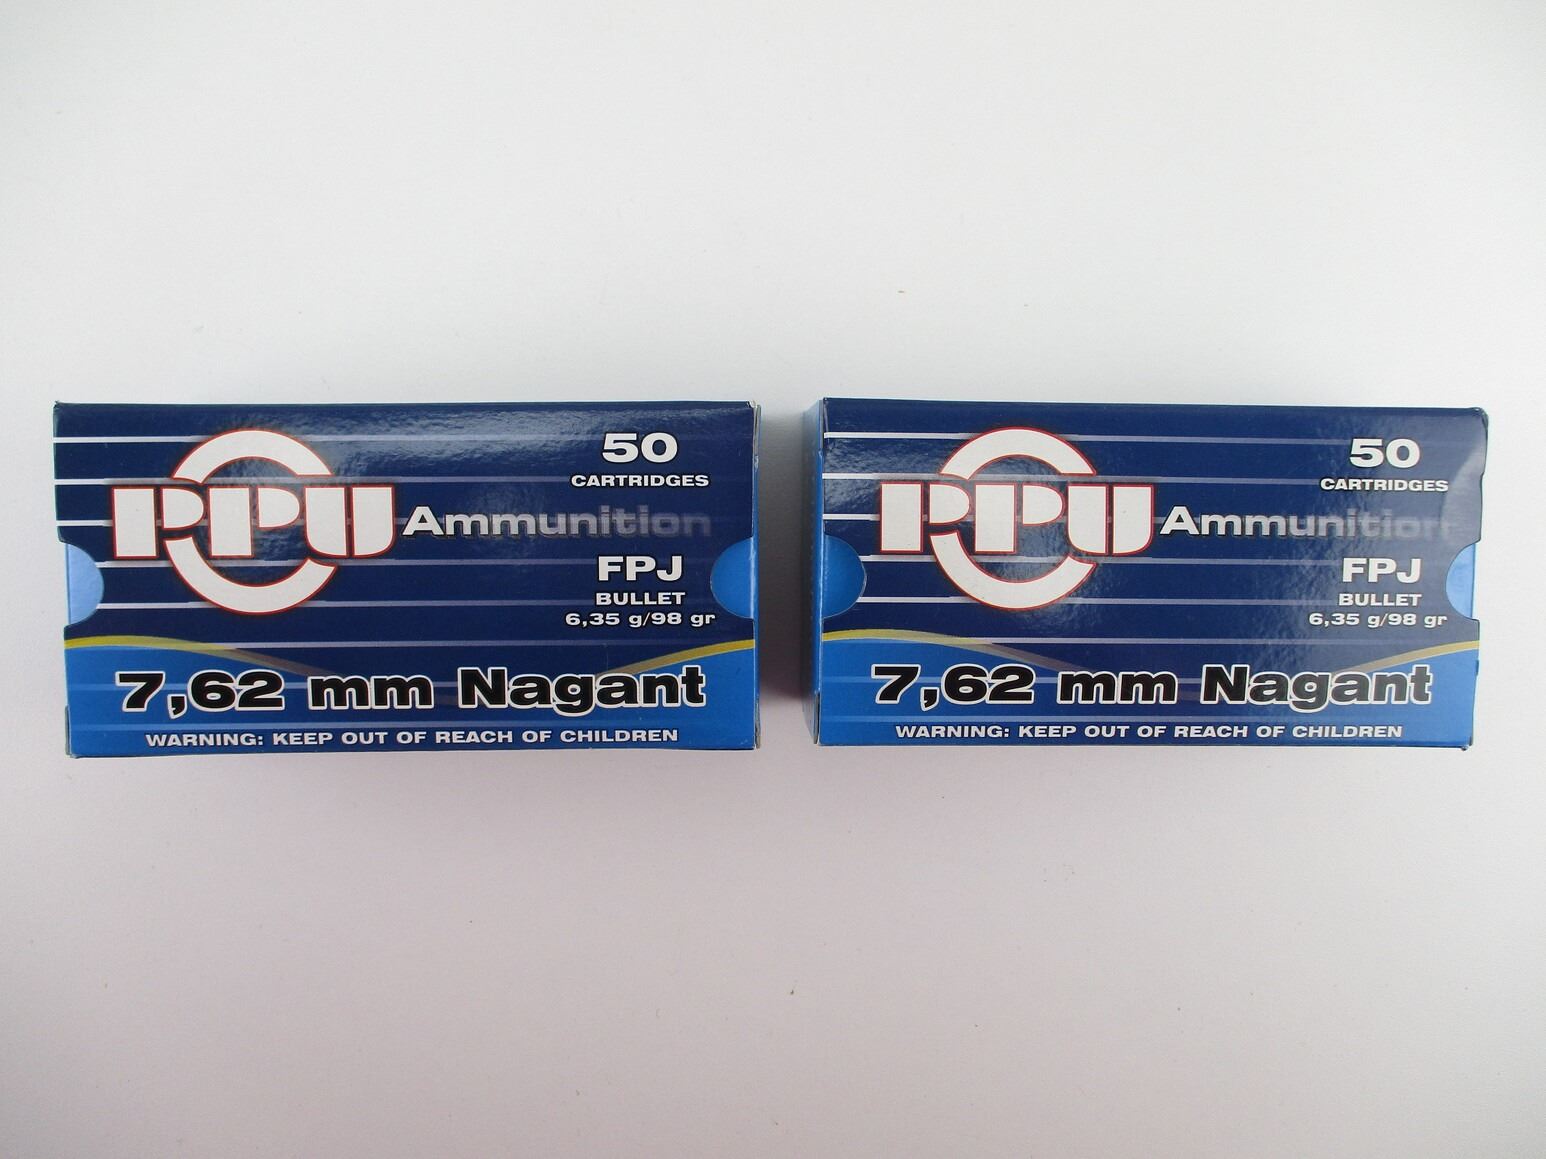 50
CARTRIDGES
PPU Ammunition
FPJ
BULLET
6,35 g/98 gr
7,62 mm Nagant
WARNING: KEEP OUT OF REACH OF CHILDREN
50
CARTRIDGES
PPU Ammunition
FPJ
BULLET
6,35 g/98 gr
7,62 mm Nagant
WARNING: KEEP OUT OF REACH OF CHILDREN